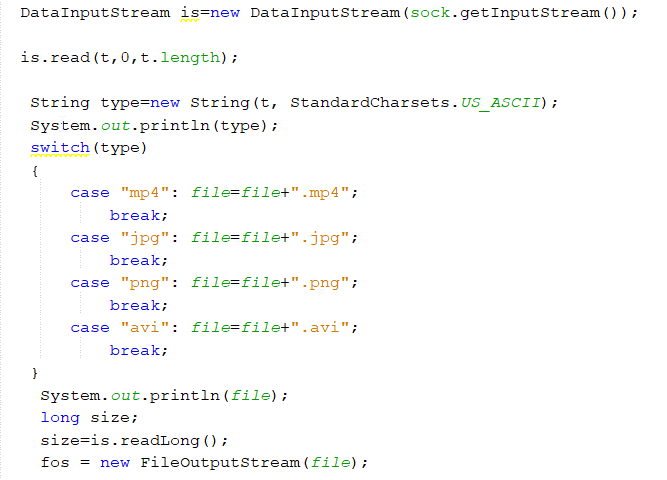 DataInputStream is=new DataInputStream(sock.getInputStream());
is.read(t,0,t.length);
String type=new String(t, StandardCharsets.US_ASCII);
System.out.println(type);
switch(type)
{
case "mp4": file=file+".mp4";
break;
case "jpg": file=file+".jpg";
break;
case "png": file=file+".png";
break;
case "avi": file=file+".avi";
break;
}
System.out.println(file);
long size;
size=is.readLong();
fos = new FileOutputStream(file);